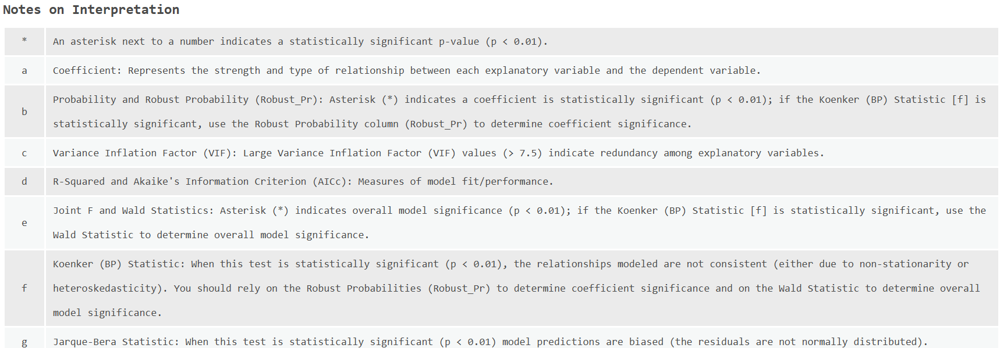 Notes on Interpretation
* An asterisk next to a number indicates a statistically significant p-value (p < 0.01).
a Coefficient: Represents the strength and type of relationship between each explanatory variable and the dependent variable.
b Probability and Robust Probability (Robust_Pr): Asterisk (*) indicates a coefficient is statistically significant (p < 0.01); if the Koenker (BP) Statistic [f] is
statistically significant, use the Robust Probability column (Robust_Pr) to determine coefficient significance.
c Variance Inflation Factor (VIF): Large Variance Inflation Factor (VIF) values (> 7.5) indicate redundancy among explanatory variables.
d R-Squared and Akaike's Information Criterion (AICc): Measures of model fit/performance.
e Joint F and Wald Statistics: Asterisk (*) indicates overall model significance (p < 0.01); if the Koenker (BP) Statistic [f] is statistically significant, use the
Wald Statistic to determine overall model significance.
f Koenker (BP) Statistic: When this test is statistically significant (p < 0.01), the relationships modeled are not consistent (either due to non-stationarity or
heteroskedasticity). You should rely on the Robust Probabilities (Robust_Pr) to determine coefficient significance and on the Wald Statistic to determine overall
model significance.
g Jarque-Bera Statistic: When this test is statistically significant (p < 0.01) model predictions are biased (the residuals are not normally distributed).